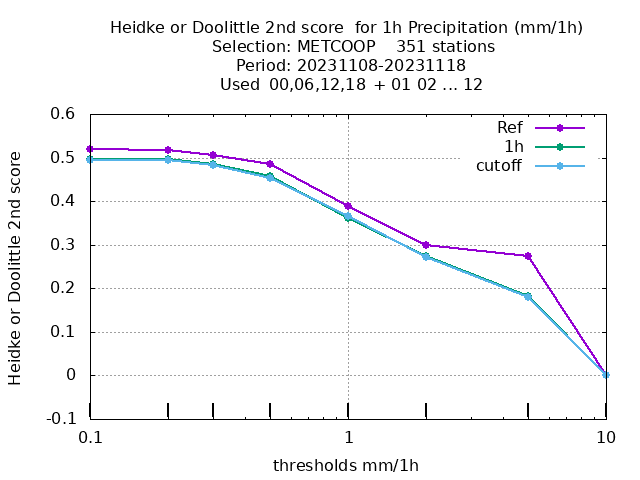 Heidke or Doolittle 2nd score  for 1h Precipitation (mm/1h)
Selection: METCOOP    351 stations
Period: 20231108-20231118
Used  00,06,12,18  + 01 02 ... 12
Ref
1h
cutoff
Heidke or Doolittle 2nd score
0.6
0.5
0.4
0.3
0.2
0.1
0
-0.1
0.1
1
10
thresholds mm/1h